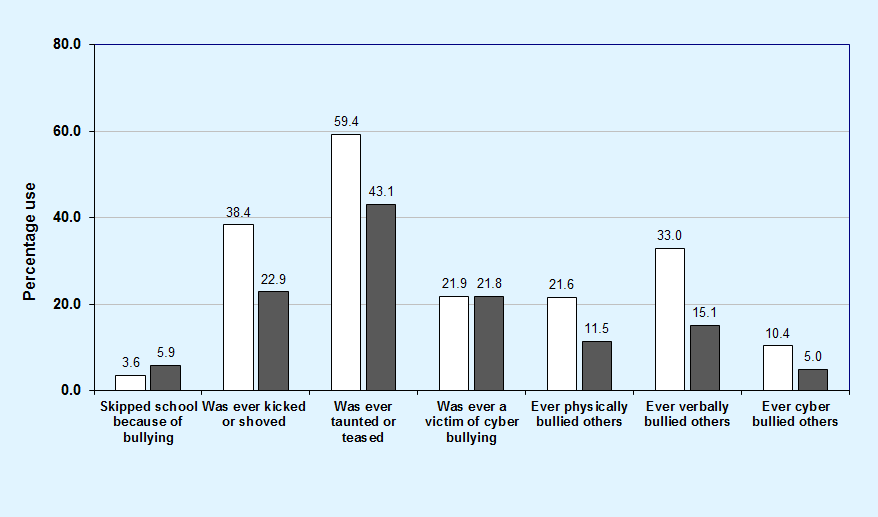 80.0
60.0
40.0
20.0
0.0
Percentage use
3.6
5.9
38.4
22.9
59.4
43.1
21.9
21.8
21.6
11.5
33.0
15.1
10.4
5.0
Skipped school
because of
bullying
Was ever kicked
or shoved
Was ever
taunted or
teased
Was ever a
victim of cyber
bullying
Ever physically
bullied others
Ever verbally
bullied others
Ever cyber
bullied others